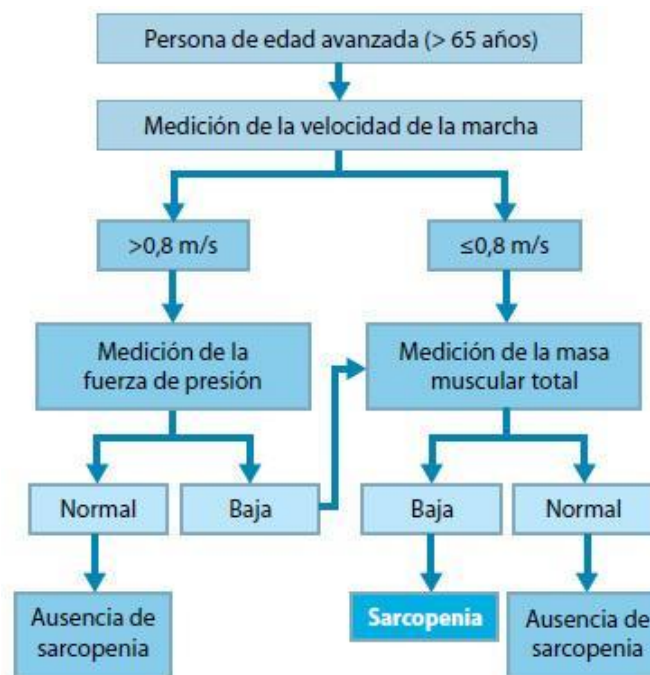 Persona de edad avanzada (> 65 años)
Medición de la velocidad de la marcha
>0,8 m/s
≤0,8 m/s
Medición de la
fuerza de presión
Medición de la masa
muscular total
Normal
Baja
Baja
Normal
Ausencia de
sarcopenia
Sarcopenia
Ausencia de
sarcopenia